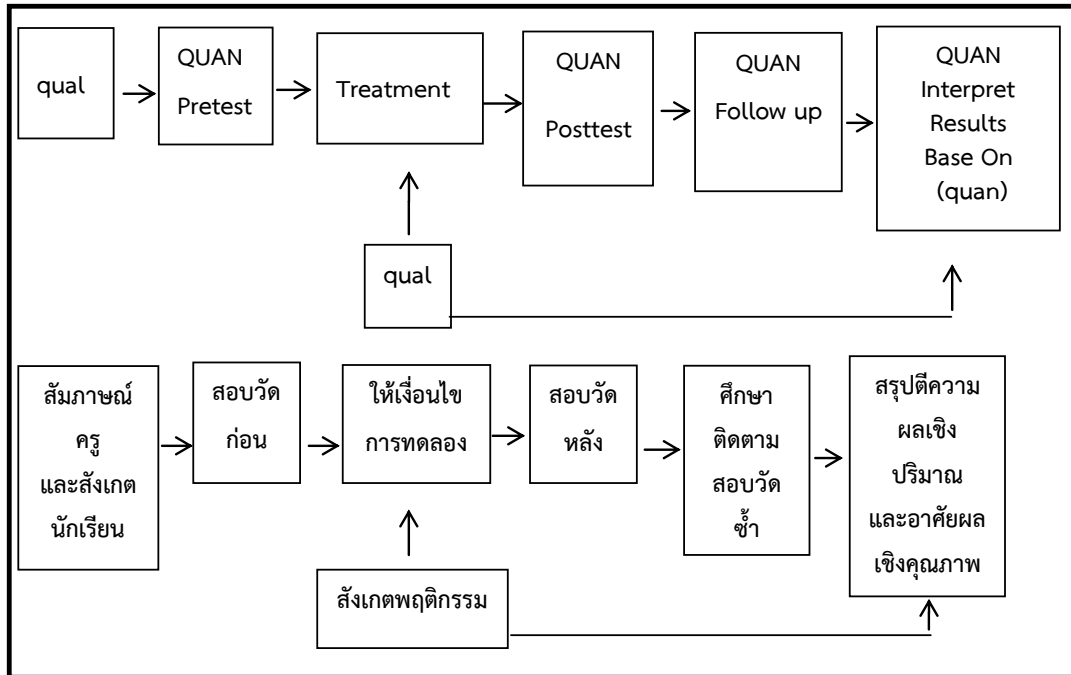 qual
QUAN
Pretest
Treatment
QUAN
Posttest
QUAN
Follow up
QUAN
Interpret
Results
Base On
(quan)
qual
สัมภาษณ์
ครู
และสังเกต
นักเรียน
สอบวัด
ก่อน
ให้เงื่อนไข
การทดลอง
สอบวัด
หลัง
ศึกษา
ติดตาม
สอบวัด
ซ้ำ
สรุปตีความ
ผลเชิง
ปริมาณ
และอาศัยผล
เชิงคุณภาพ
สังเกตพฤติกรรม